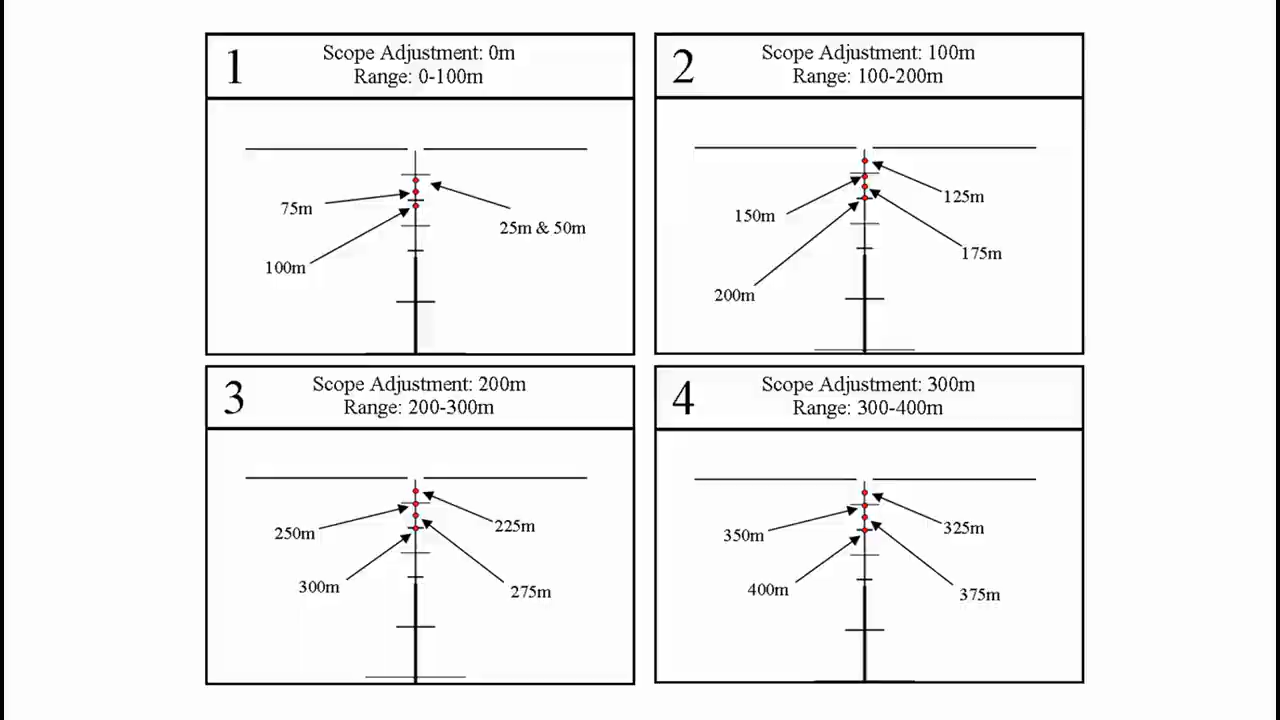 1
Scope Adjustment: 0m
Range: 0-100m
75m
25m & 50m
100m
2
Scope Adjustment: 100m
Range: 100-200m
125m
150m
175m
200m
3
Scope Adjustment: 200m
Range: 200-300m
225m
250m
300m
275m
4
Scope Adjustment: 300m
Range: 300-400m
325m
350m
400m
375m